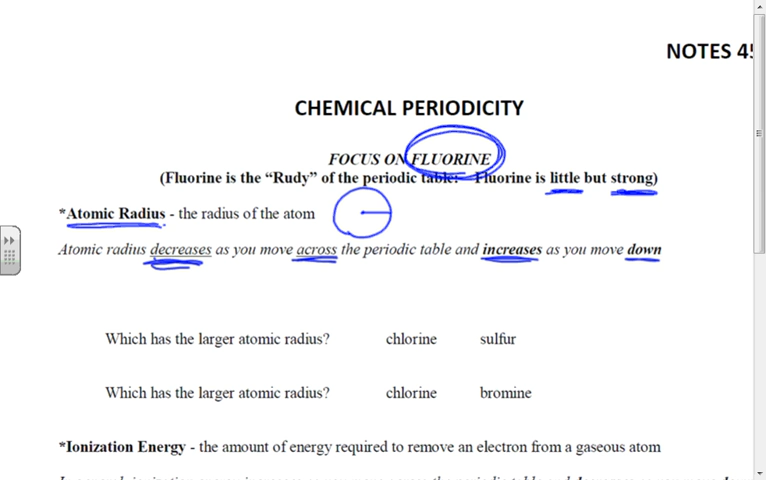 NOTES 45
CHEMICAL PERIODICITY
FOCUS ON FLUORINE
(Fluorine is the “Rudy” of the periodic table: Fluorine is little but strong)
*Atomic Radius - the radius of the atom
Atomic radius decreases as you move across the periodic table and increases as you move down
Which has the larger atomic radius? chlorine sulfur
Which has the larger atomic radius? chlorine bromine
*Ionization Energy - the amount of energy required to remove an electron from a gaseous atom